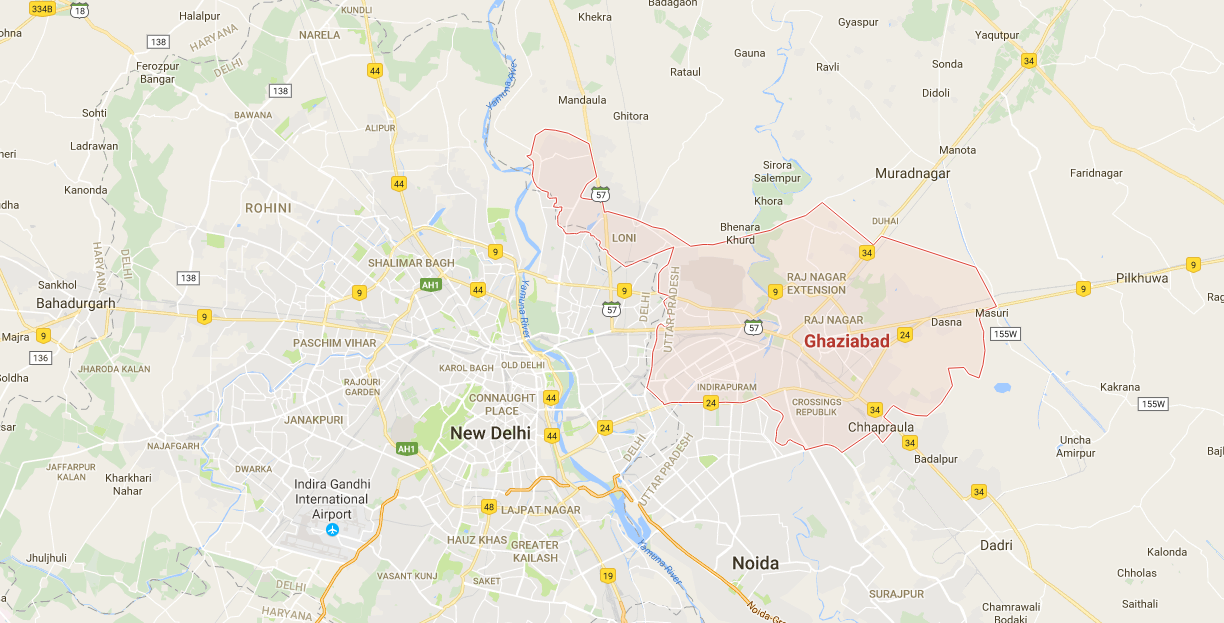 334B
18
Halalpur
KUNDLI
Khekra
Badagaon
Gyaspur
Yaqutpur
138
HARYANA
DELHI
NARELA
Gauna
Ravli
Sonda
34
Ferozpur
Bangar
44
Yamuna
Rataul
Didoli
138
Mandaula
Ghitora
Sohti
BAWANA
ALIPUR
Ladrawan
Manota
Kanonda
44
Sirora
Salempur
Muradnagar
Faridnagar
57
Khora
ROHINI
Bhenara
Khurd
DUHAI
LONI
9
34
HARYANA
DELHI
SHALIMAR BAGH
Pilkhuwa
9
138
Sankhol
AH1
44
9
9
RAJ NAGAR
EXTENSION
9
9
Bahadurgarh
Yamuna River
DELHI
UTTAR PRADESH
57
Masuri
9
RAJ NAGAR
Dasna
57
24
155W
Majra
9
PASCHIM VIHAR
Ghaziabad
136
JHARODA KALAN
KAROL BAGH
OLD DELHI
RAJOURI
GARDEN
INDIRAPURAM
Kakrana
155W
CONNAUGHT
PLACE
44
24
CROSSINGS
REPUBLIK
34
JANAKPURI
New Delhi
44
24
Chhapraula
NAJAFGARH
AH1
DELHI
UTTAR PRADESH
34
Uncha
Amirpur
Badalpur
JAFFARPUR
KALAN
DWARKA
Kharkhari
Nahar
Indira Gandhi
International
Airport
34
48
LAJPAT NAGAR
HAUZ KHAS
GREATER
KAILASH
Dadri
Jhuljhuli
Yamuna River
Noida
Kalonda
VASANT KUNJ
SAKET
19
Chholas
DELHI
HARYANA
SURAJPUR
Saithali
Noida-Gr
Chamrawali
Bodaki